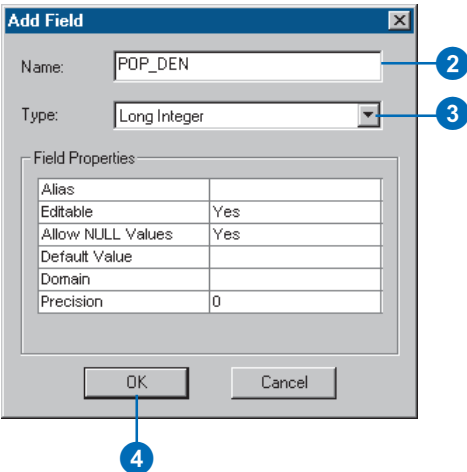 Add Field
Name: POP_DEN 2
Type: Long Integer 3
Field Properties
Alias
Editable Yes
Allow NULL Values Yes
Default Value
Domain
Precision 0
OK Cancel
4